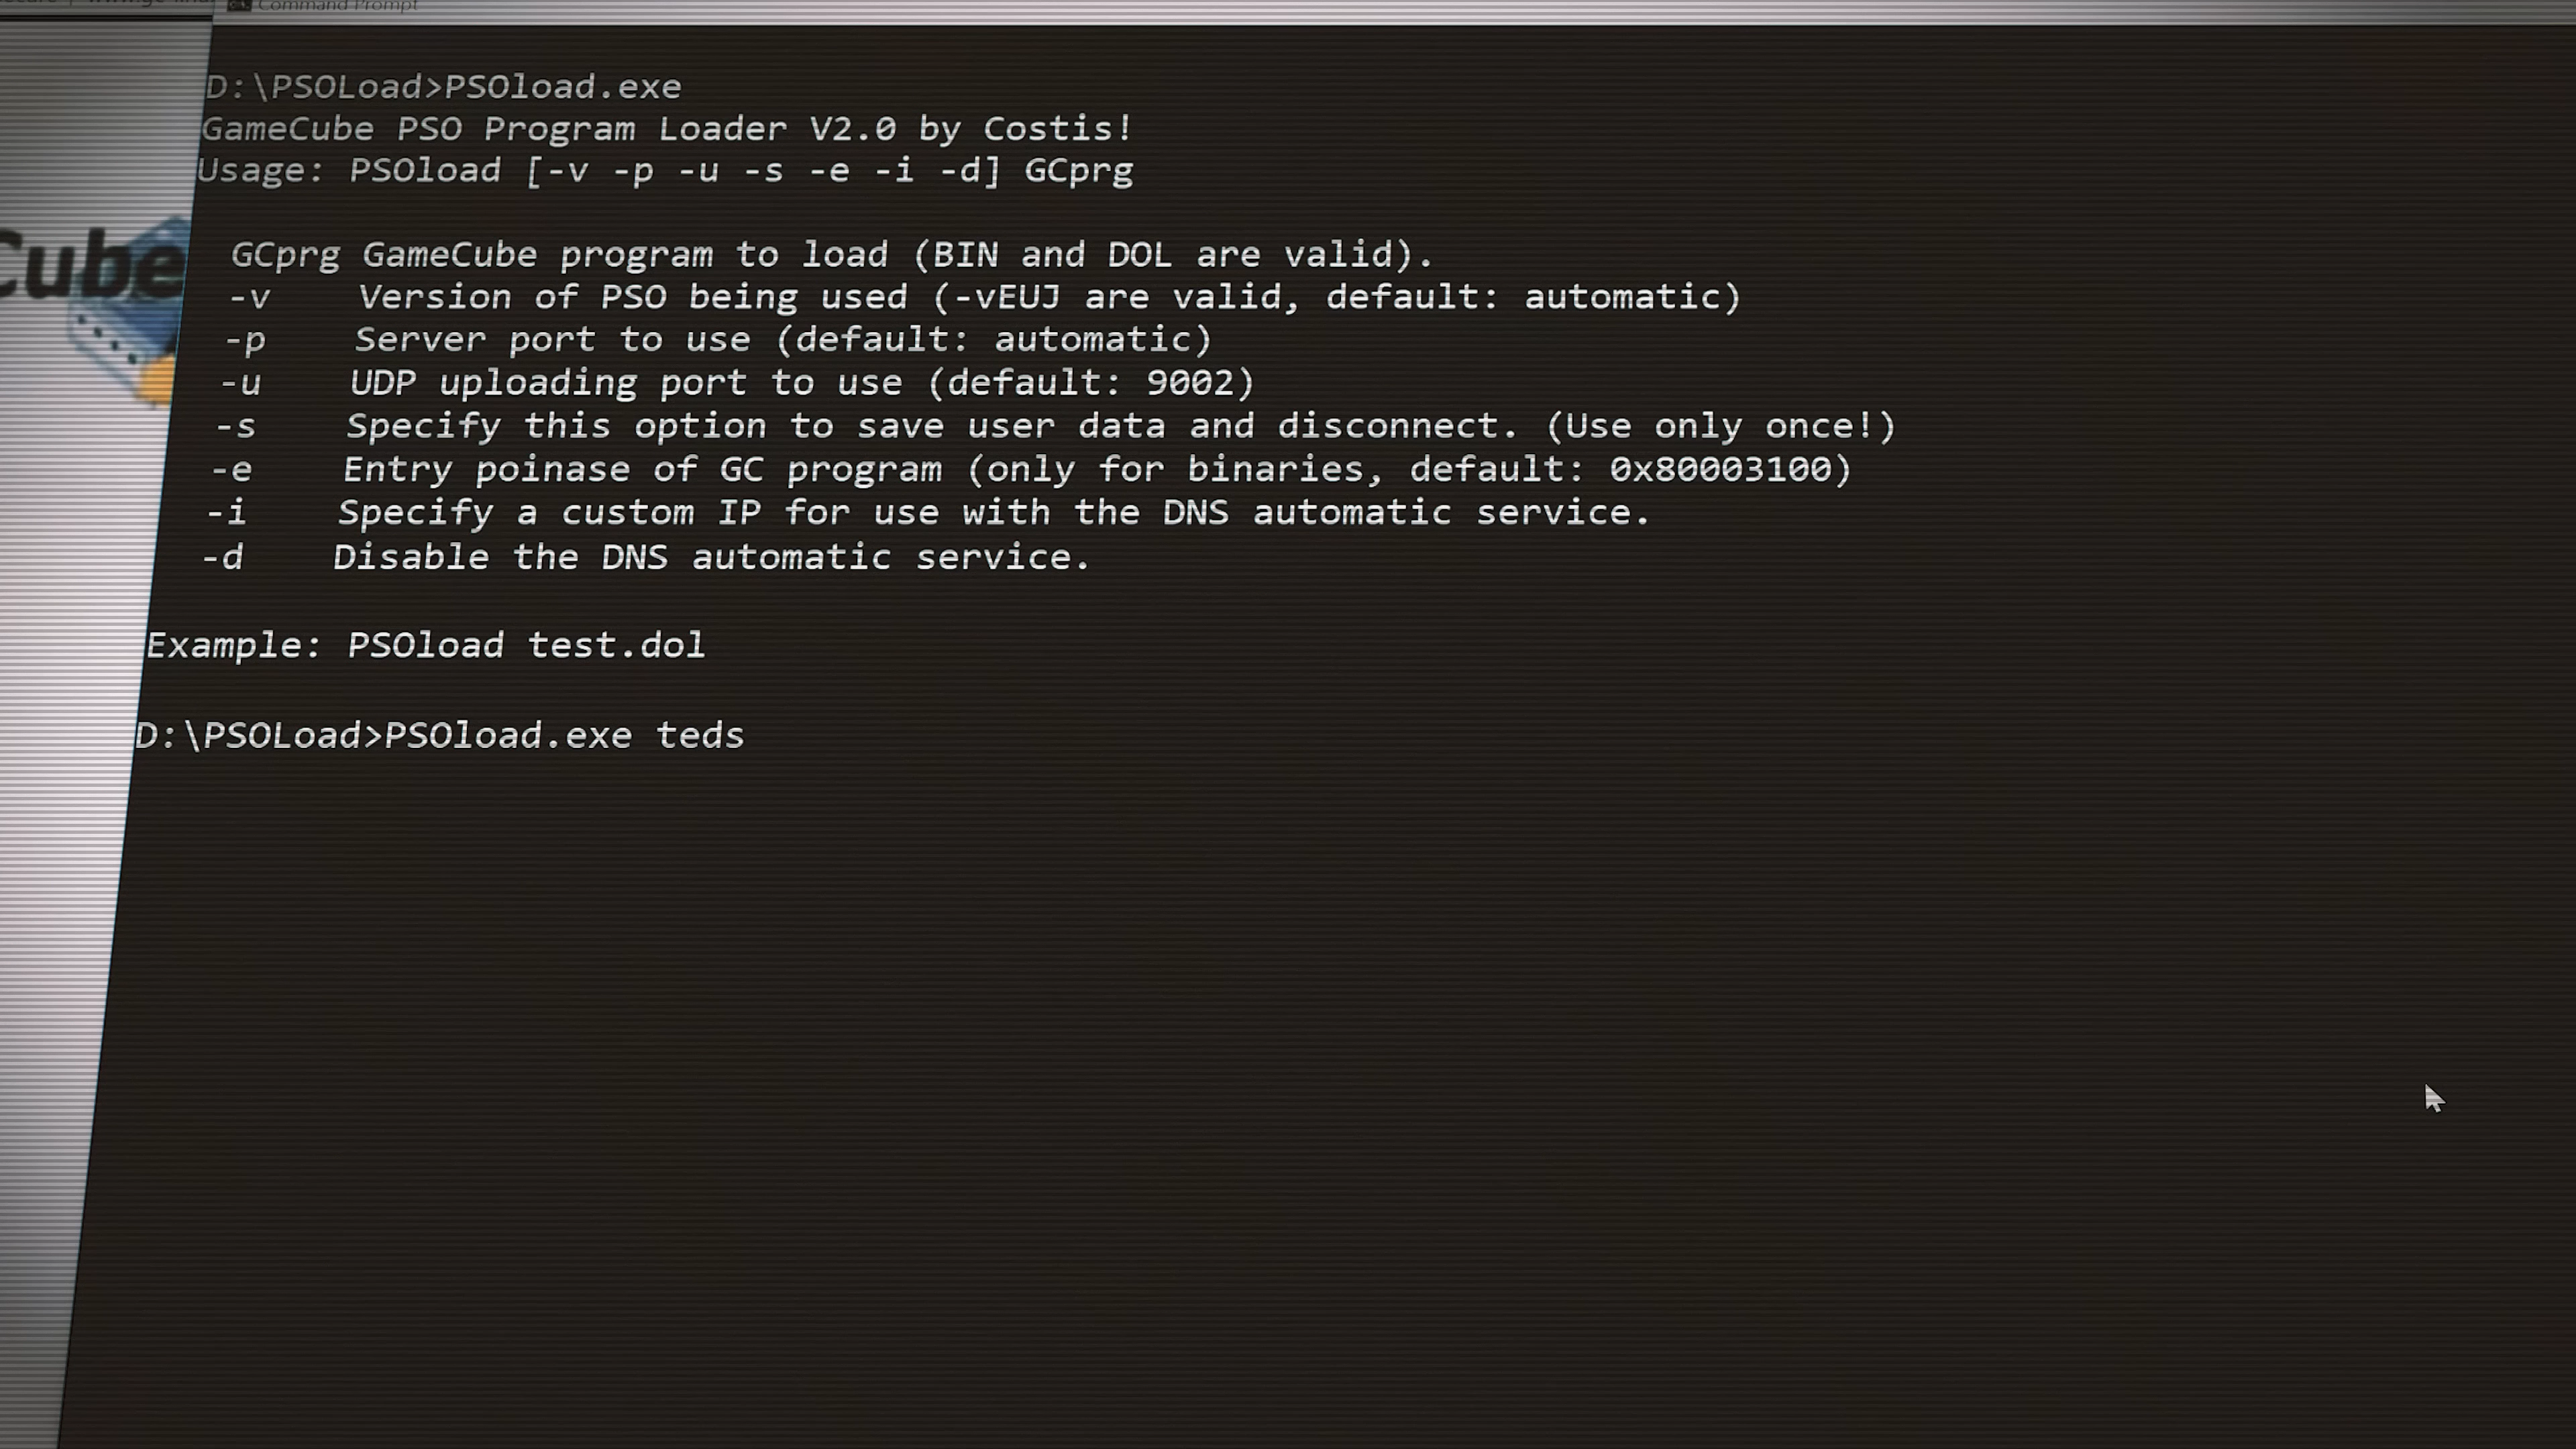 Command Prompt
D:\PSOLoad>PSOload.exe
GameCube PSO Program Loader V2.0 by Costis!
Usage: PSOload [-v -p -u -s -e -i -d] GCprg
GCprg GameCube program to load (BIN and DOL are valid).
-v Version of PSO being used (-vEUJ are valid, default: automatic)
-p Server port to use (default: automatic)
-u UDP uploading port to use (default: 9002)
-s Specify this option to save user data and disconnect. (Use only once!)
-e Entry poinase of GC program (only for binaries, default: 0x80003100)
-i Specify a custom IP for use with the DNS automatic service.
-d Disable the DNS automatic service.
Example: PSOload test.dol
D:\PSOLoad>PSOload.exe teds
Cube